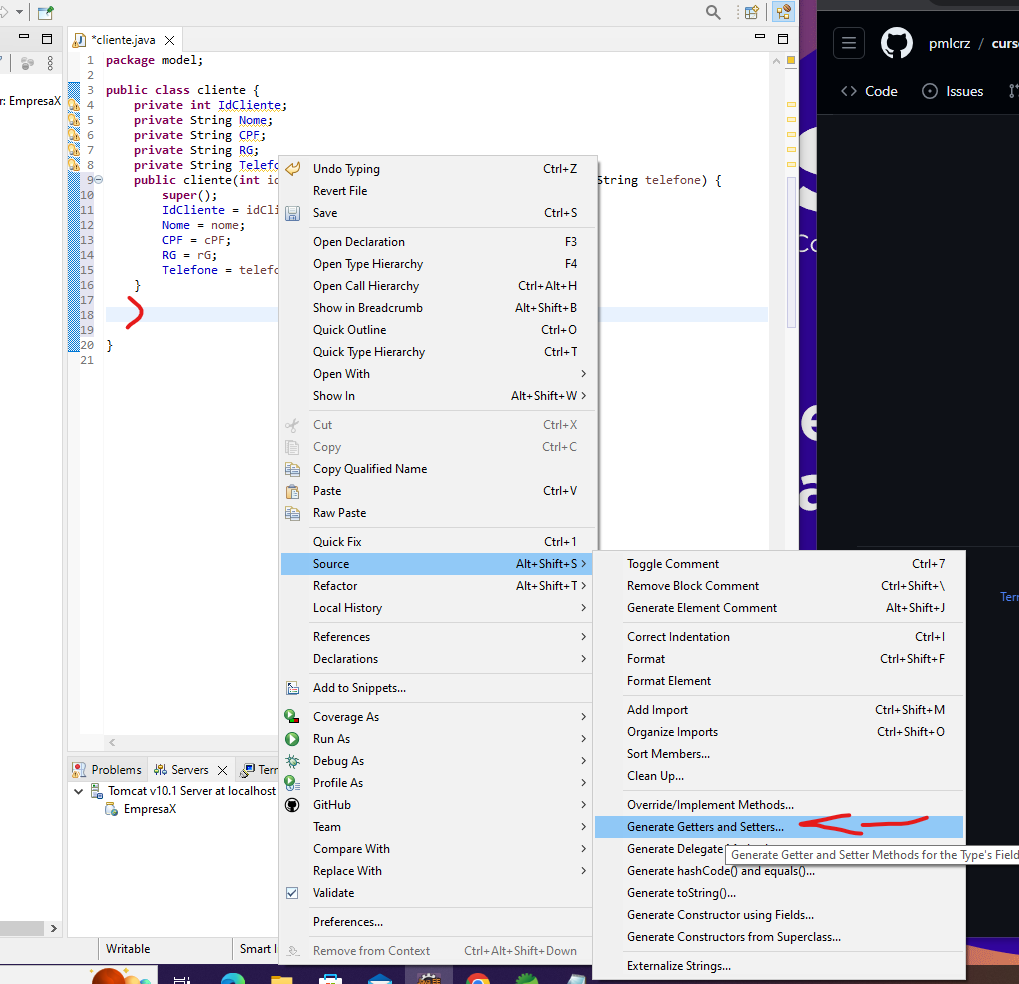 *cliente.java
pmlcrz /
Code
Issues
r: EmpresaX
1 package model;
2
3 public class cliente {
4 private int IdCliente;
5 private String Nome;
6 private String CPF;
7 private String RG;
8 private String Telefo
9 public cliente(int id String telefone) {
10 super();
11 IdCliente = idCli
12 Nome = nome;
13 CPF = cPF;
14 RG = rG;
15 Telefone = telefo
16 }
17
18
19
20 }
21
Undo Typing Ctrl+Z
Revert File
Save Ctrl+S
Open Declaration F3
Open Type Hierarchy F4
Open Call Hierarchy Ctrl+Alt+H
Show in Breadcrumb Alt+Shift+B
Quick Outline Ctrl+O
Quick Type Hierarchy Ctrl+T
Open With
Show In Alt+Shift+W
Cut Ctrl+X
Copy Ctrl+C
Copy Qualified Name
Paste Ctrl+V
Raw Paste
Quick Fix Ctrl+1
Source Alt+Shift+S
Refactor Alt+Shift+T
Local History
References
Declarations
Add to Snippets...
Coverage As
Run As
Debug As
Profile As
GitHub
Team
Compare With
Replace With
Validate
Preferences...
Remove from Context Ctrl+Alt+Shift+Down
Toggle Comment Ctrl+7
Remove Block Comment Ctrl+Shift+\
Generate Element Comment Alt+Shift+J
Correct Indentation Ctrl+I
Format Ctrl+Shift+F
Format Element
Add Import Ctrl+Shift+M
Organize Imports Ctrl+Shift+O
Sort Members...
Clean Up...
Override/Implement Methods...
Generate Getters and Setters...
Generate Delegate
Generate Getter and Setter Methods for the Type's Field
Generate hashCode() and equals()...
Generate toString()...
Generate Constructor using Fields...
Generate Constructors from Superclass...
Externalize Strings...
Problems
Servers
Ter
Tomcat v10.1 Server at localhost
EmpresaX
Writable
Smart I